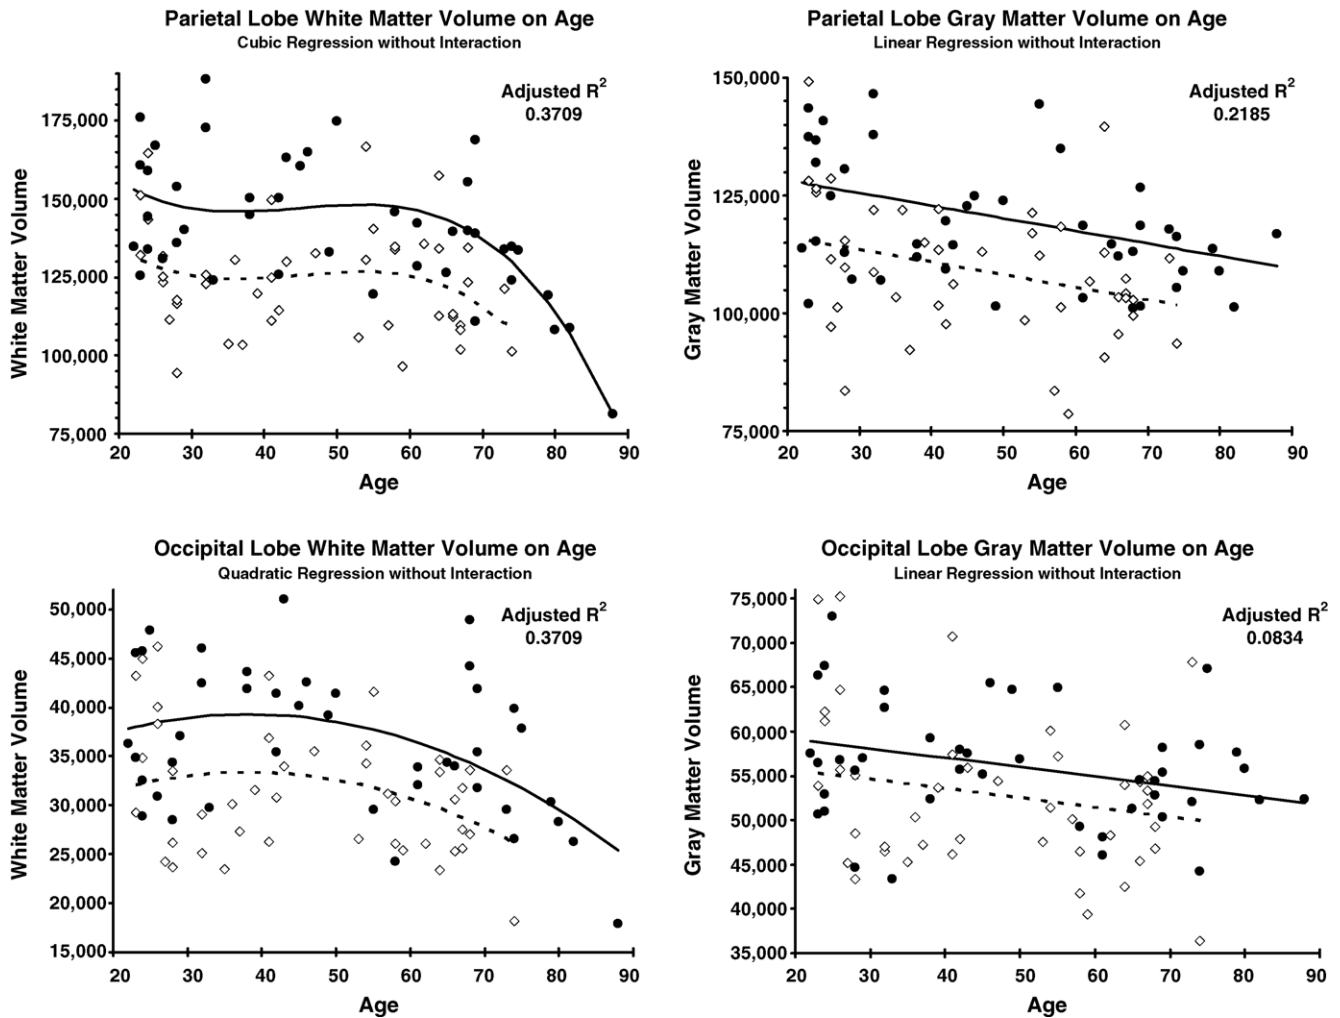 Parietal Lobe White Matter Volume on Age
Cubic Regression without Interaction
Adjusted R²
0.3709
White Matter Volume
175,000
150,000
125,000
100,000
75,000
20 30 40 50 60 70 80 90
Age
Parietal Lobe Gray Matter Volume on Age
Linear Regression without Interaction
Adjusted R²
0.2185
Gray Matter Volume
150,000
125,000
100,000
75,000
20 30 40 50 60 70 80 90
Age
Occipital Lobe White Matter Volume on Age
Quadratic Regression without Interaction
Adjusted R²
0.3709
White Matter Volume
50,000
45,000
40,000
35,000
30,000
25,000
20,000
15,000
20 30 40 50 60 70 80 90
Age
Occipital Lobe Gray Matter Volume on Age
Linear Regression without Interaction
Adjusted R²
0.0834
Gray Matter Volume
75,000
70,000
65,000
60,000
55,000
50,000
45,000
40,000
35,000
20 30 40 50 60 70 80 90
Age